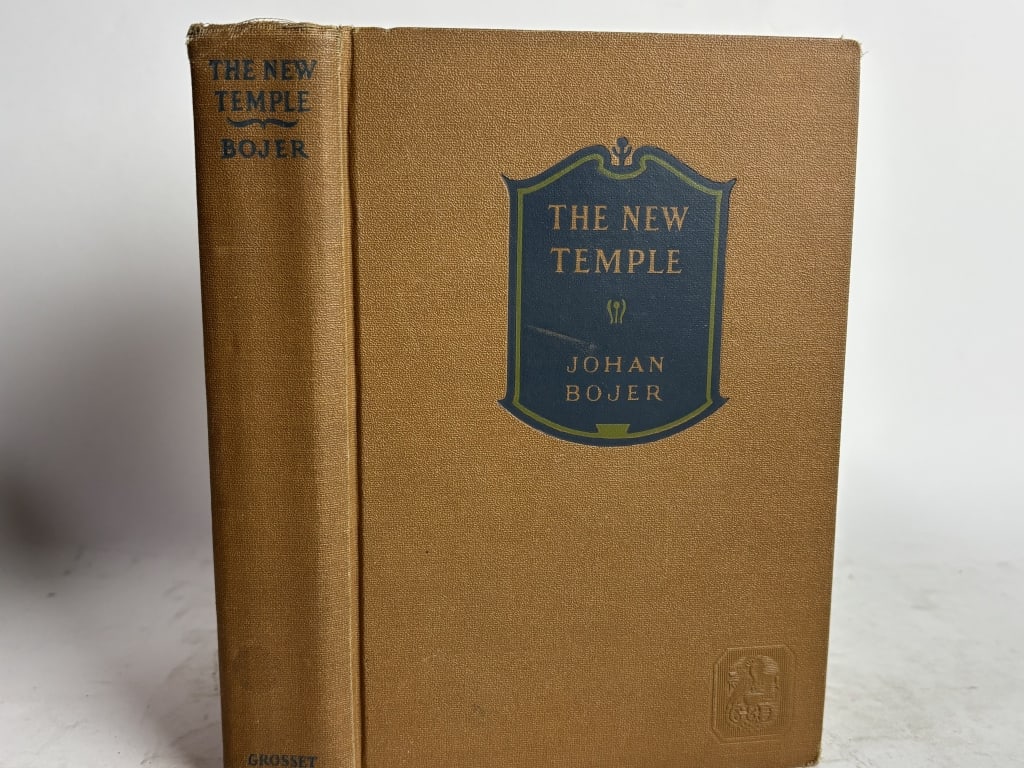 THE NEW
TEMPLE
BOJER
GROSSET
THE NEW
TEMPLE
JOHAN
BOJER
G&D